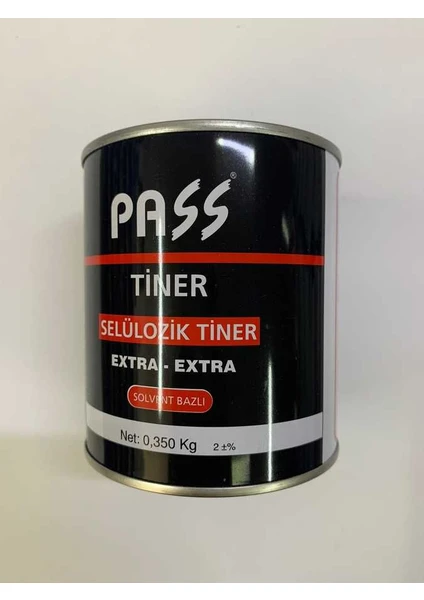 PASS®
TİNER
SELÜLOZİK TİNER
EXTRA - EXTRA
SOLVENT BAZLI
Net: 0,350 Kg 2 ±%